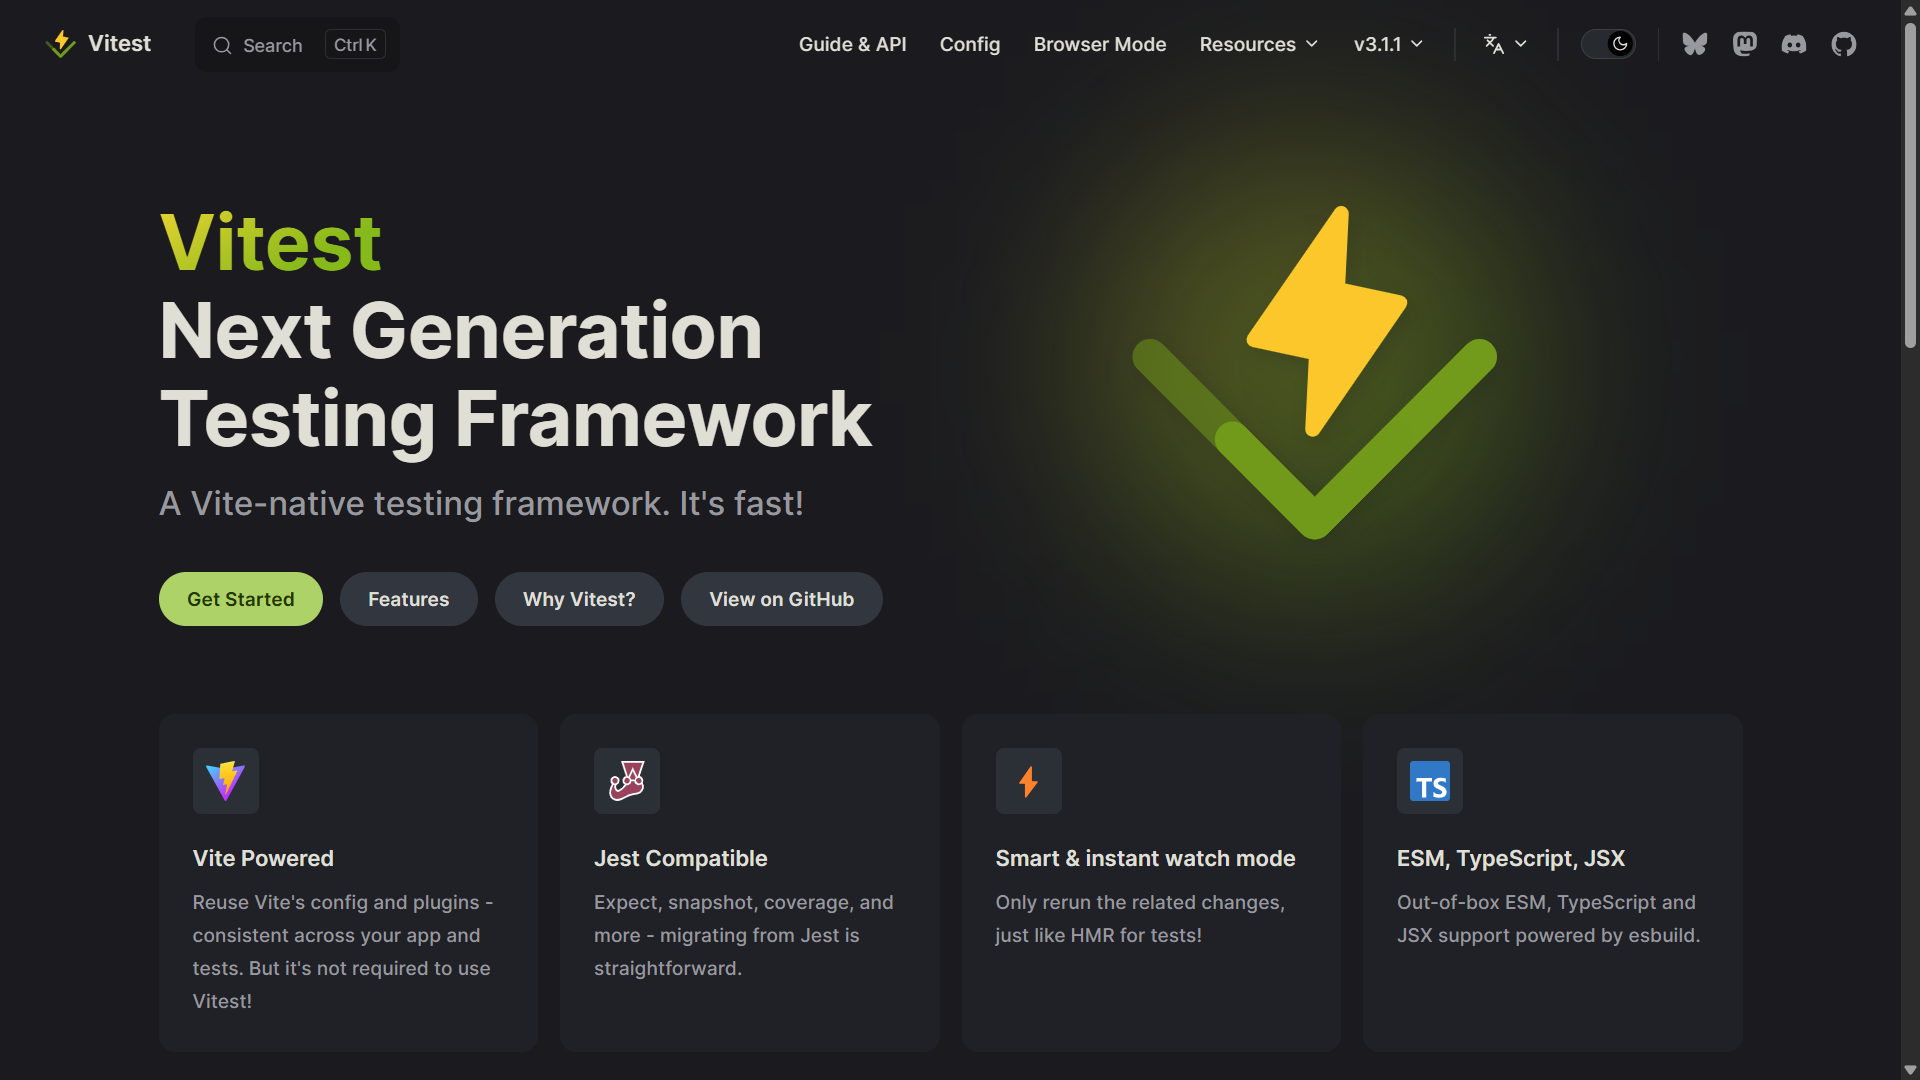 Vitest
Search
Ctrl K
Guide & API
Config
Browser Mode
Resources
v3.1.1
Vitest
Next Generation
Testing Framework
A Vite-native testing framework. It's fast!
Get Started
Features
Why Vitest?
View on GitHub
Vite Powered
Reuse Vite's config and plugins -
consistent across your app and
tests. But it's not required to use
Vitest!
Jest Compatible
Expect, snapshot, coverage, and
more - migrating from Jest is
straightforward.
Smart & instant watch mode
Only rerun the related changes,
just like HMR for tests!
TS
ESM, TypeScript, JSX
Out-of-box ESM, TypeScript and
JSX support powered by esbuild.